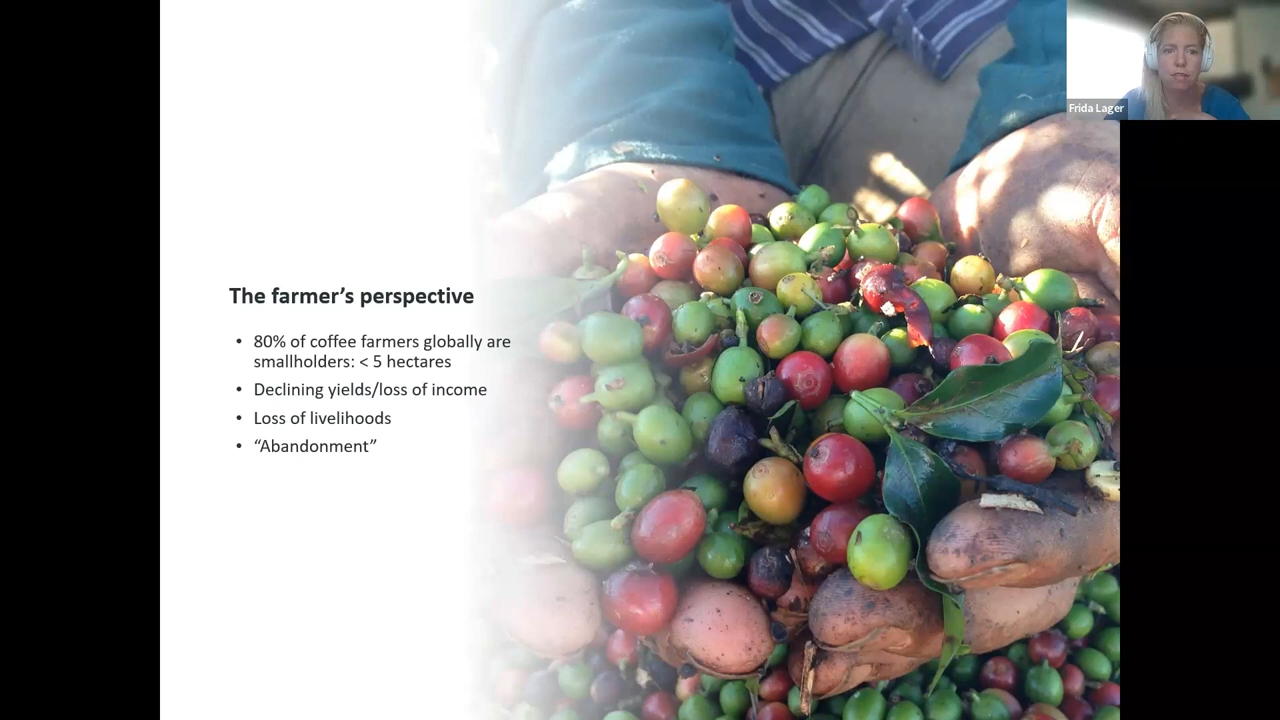 Frida Lager
The farmer’s perspective
• 80% of coffee farmers globally are
smallholders: < 5 hectares
• Declining yields/loss of income
• Loss of livelihoods
• “Abandonment”